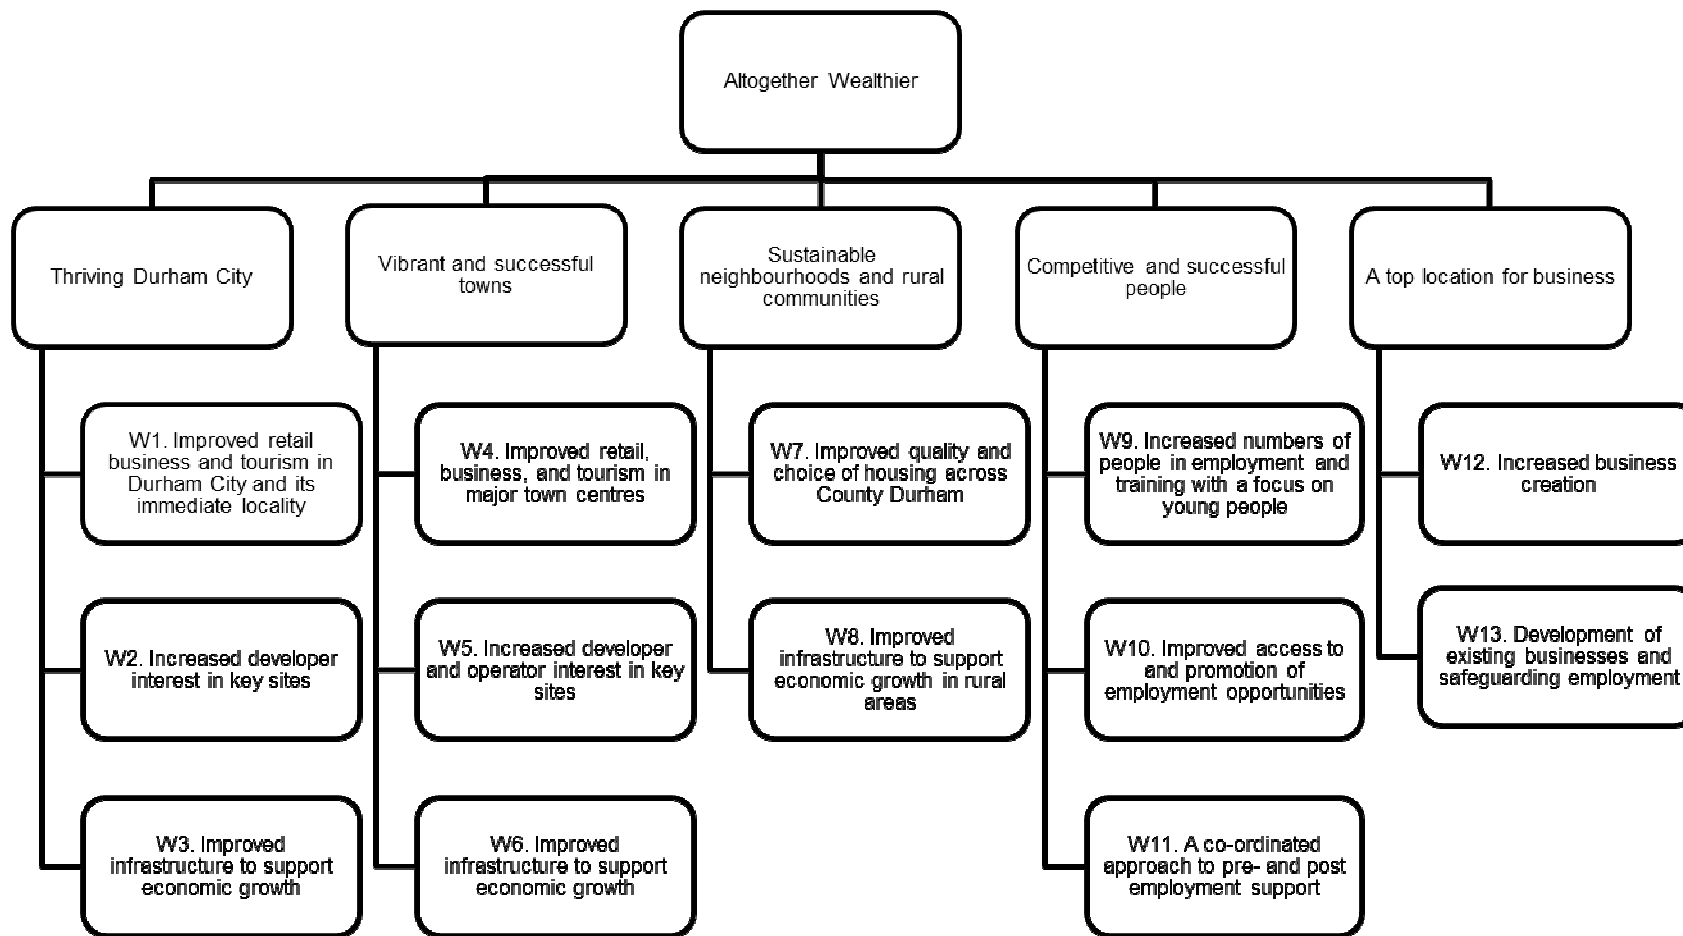 Altogether Wealthier
Thriving Durham City
Vibrant and successful
towns
Sustainable
neighbourhoods and rural
communities
Competitive and successful
people
A top location for business
W1. Improved retail
business and tourism in
Durham City and its
immediate locality
W2. Increased developer
interest in key sites
W3. Improved
infrastructure to support
economic growth
W4. Improved retail,
business, and tourism in
major town centres
W5. Increased developer
and operator interest in key
sites
W6. Improved
infrastructure to support
economic growth
W7. Improved quality and
choice of housing across
County Durham
W8. Improved
infrastructure to support
economic growth in rural
areas
W9. Increased numbers of
people in employment and
training with a focus on
young people
W10. Improved access to
and promotion of
employment opportunities
W11. A co-ordinated
approach to pre- and post
employment support
W12. Increased business
creation
W13. Development of
existing businesses and
safeguarding employment